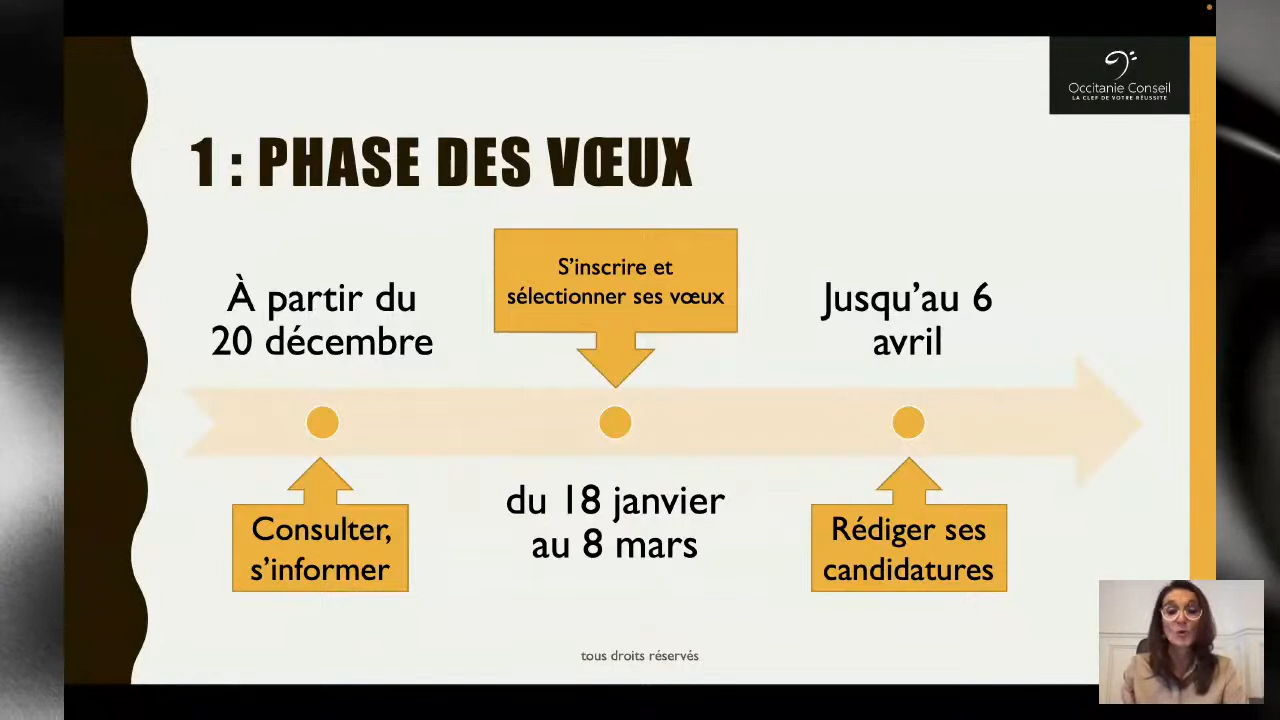 Occitanie Conseil
LA CLEF DE VOTRE RÉUSSITE
1 : PHASE DES VŒUX
À partir du
20 décembre
S'inscrire et
sélectionner ses vœux
Jusqu'au 6
avril
Consulter,
s'informer
du 18 janvier
au 8 mars
Rédiger ses
candidatures
tous droits réservés